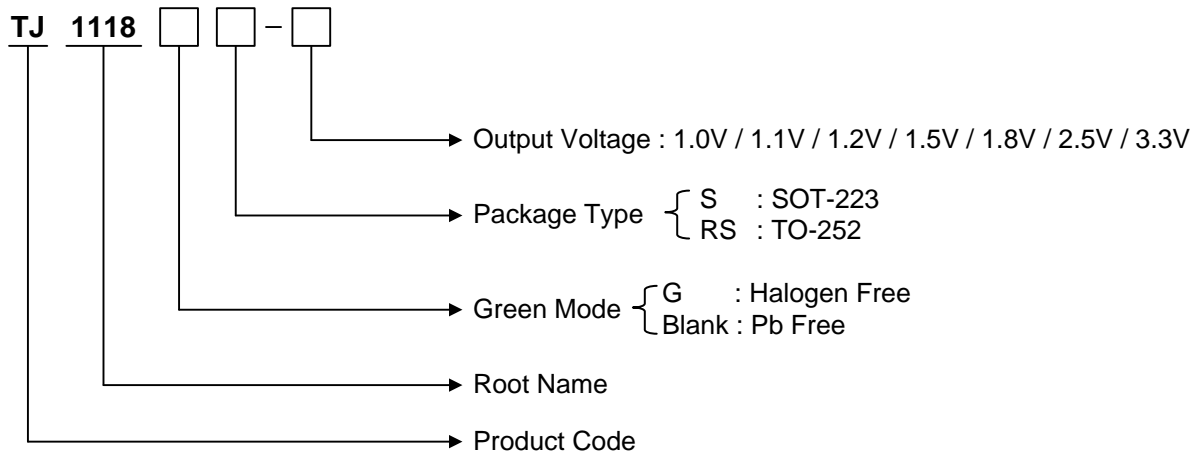 TJ 1118 □ □ – □
Output Voltage : 1.0V / 1.1V / 1.2V / 1.5V / 1.8V / 2.5V / 3.3V
Package Type
S : SOT-223
RS : TO-252
Green Mode
G : Halogen Free
Blank : Pb Free
Root Name
Product Code